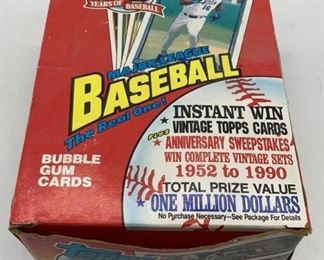 YEARS OF BASEBALL
MAJOR LEAGUE
BASEBALL
The Real One!
BUBBLE
GUM
CARDS
INSTANT WIN
VINTAGE TOPPS CARDS
PLUS
ANNIVERSARY SWEEPSTAKES
WIN COMPLETE VINTAGE SETS
1952 to 1990
TOTAL PRIZE VALUE
ONE MILLION DOLLARS
No Purchase Necessary—See Package For Details